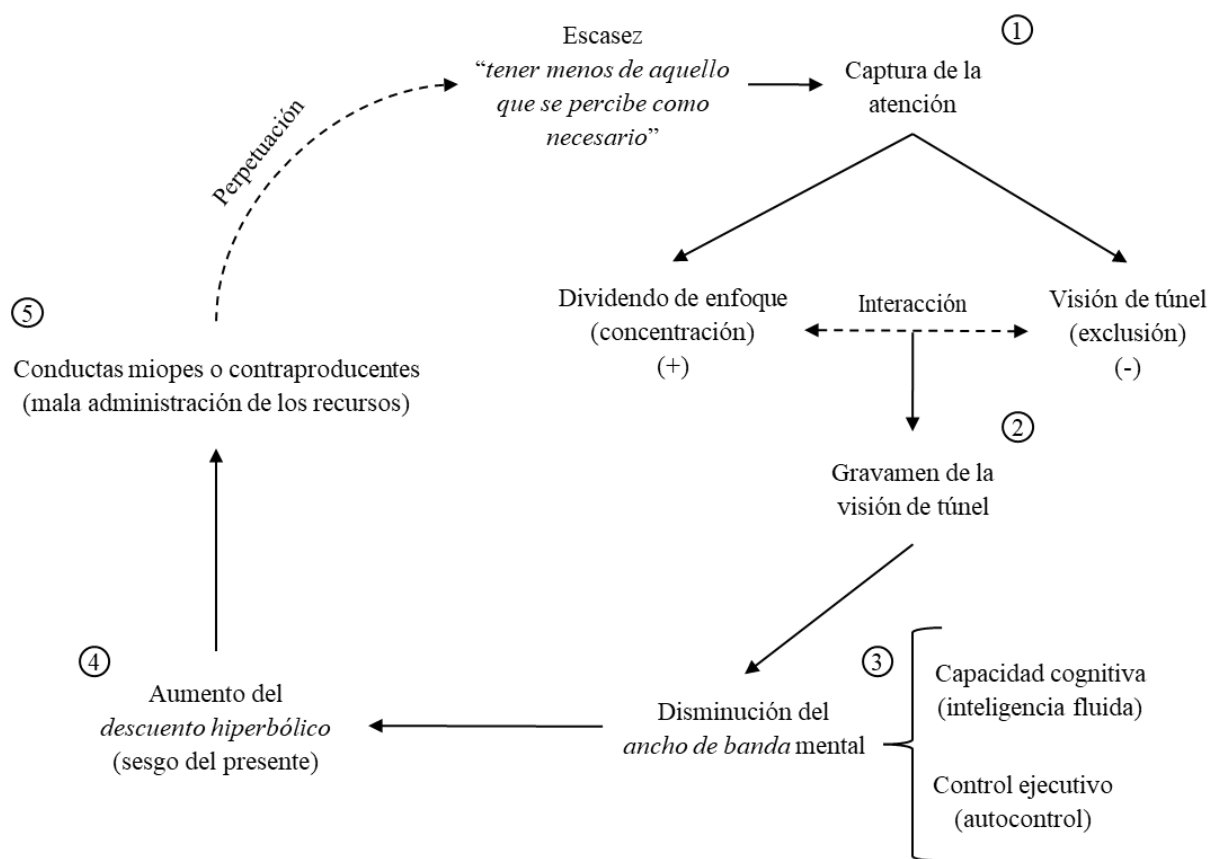 Escasez
“tener menos de aquello
que se percibe como
necesario”
1
Captura de la
atención
Perpetuación
Dividendo de enfoque
(concentración)
(+)
Interacción
Visión de túnel
(exclusión)
(-)
5
Conductas miopes o contraproducentes
(mala administración de los recursos)
2
Gravamen de la
visión de túnel
4
Aumento del
descuento hiperbólico
(sesgo del presente)
3
Disminución del
ancho de banda mental
Capacidad cognitiva
(inteligencia fluida)
Control ejecutivo
(autocontrol)